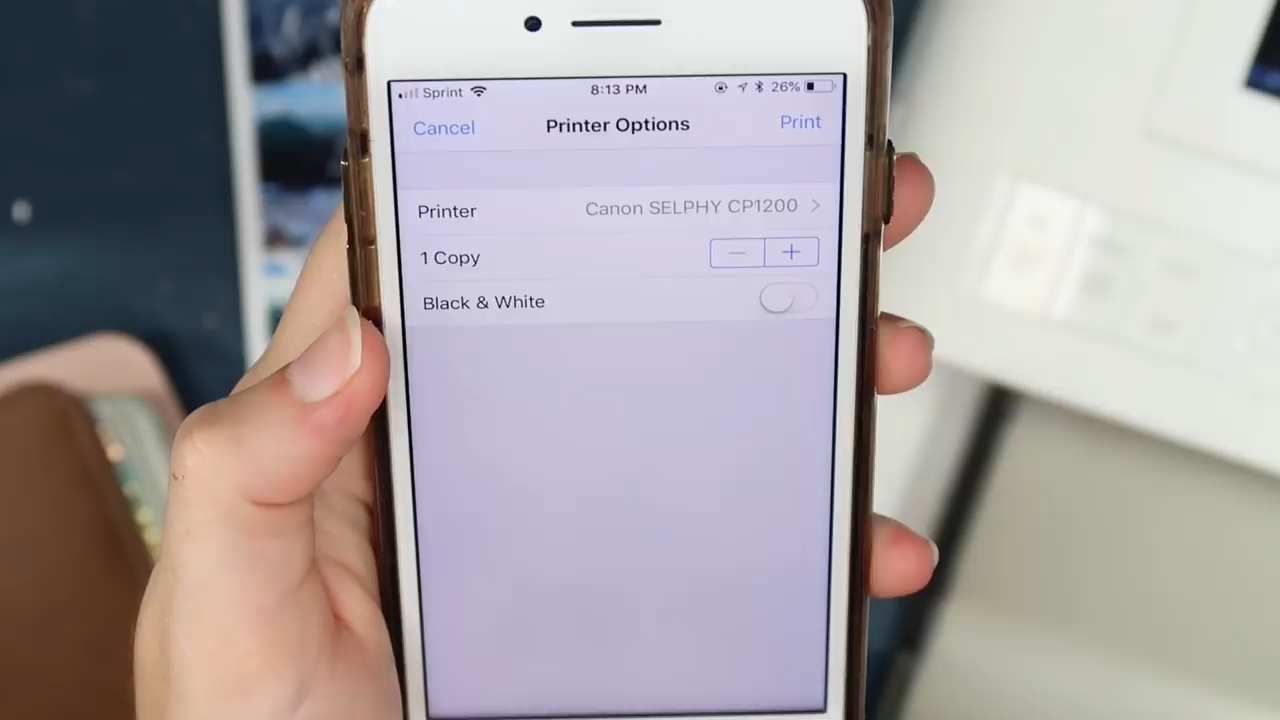 Sprint 8:13 PM 26%
Cancel Printer Options Print
Printer Canon SELPHY CP1200
1 Copy
Black & White